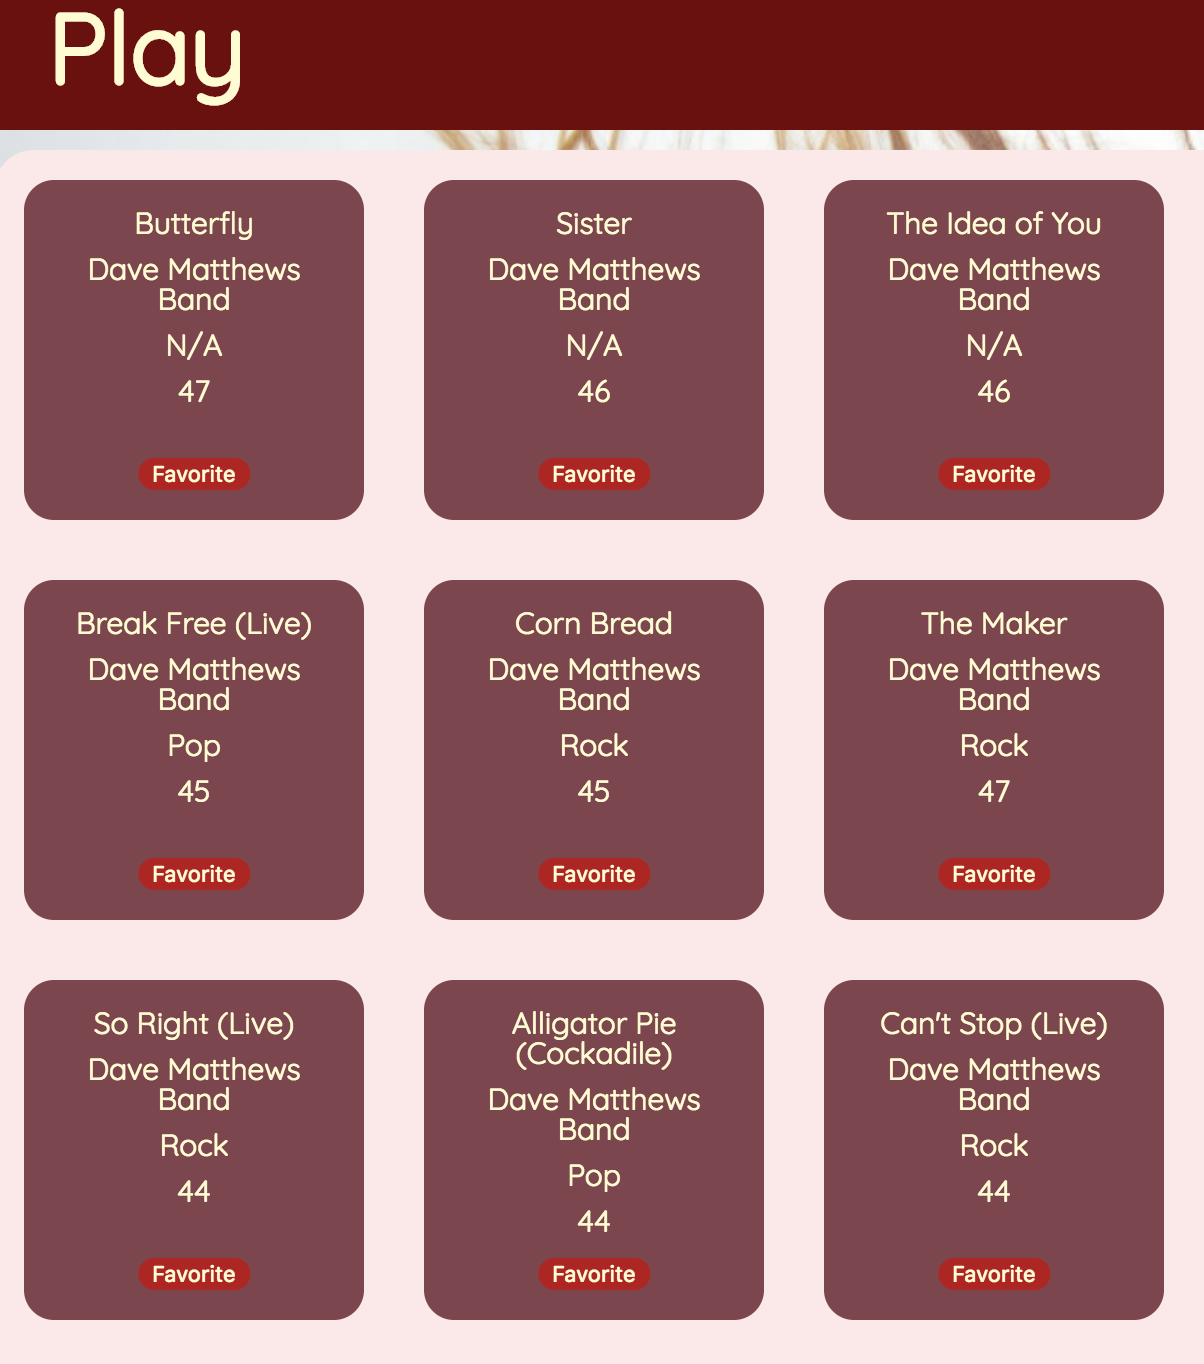 Play
Butterfly
Dave Matthews
Band
N/A
47
Favorite
Sister
Dave Matthews
Band
N/A
46
Favorite
The Idea of You
Dave Matthews
Band
N/A
46
Favorite
Break Free (Live)
Dave Matthews
Band
Pop
45
Favorite
Corn Bread
Dave Matthews
Band
Rock
45
Favorite
The Maker
Dave Matthews
Band
Rock
47
Favorite
So Right (Live)
Dave Matthews
Band
Rock
44
Favorite
Alligator Pie
(Cockadile)
Dave Matthews
Band
Pop
44
Favorite
Can't Stop (Live)
Dave Matthews
Band
Rock
44
Favorite